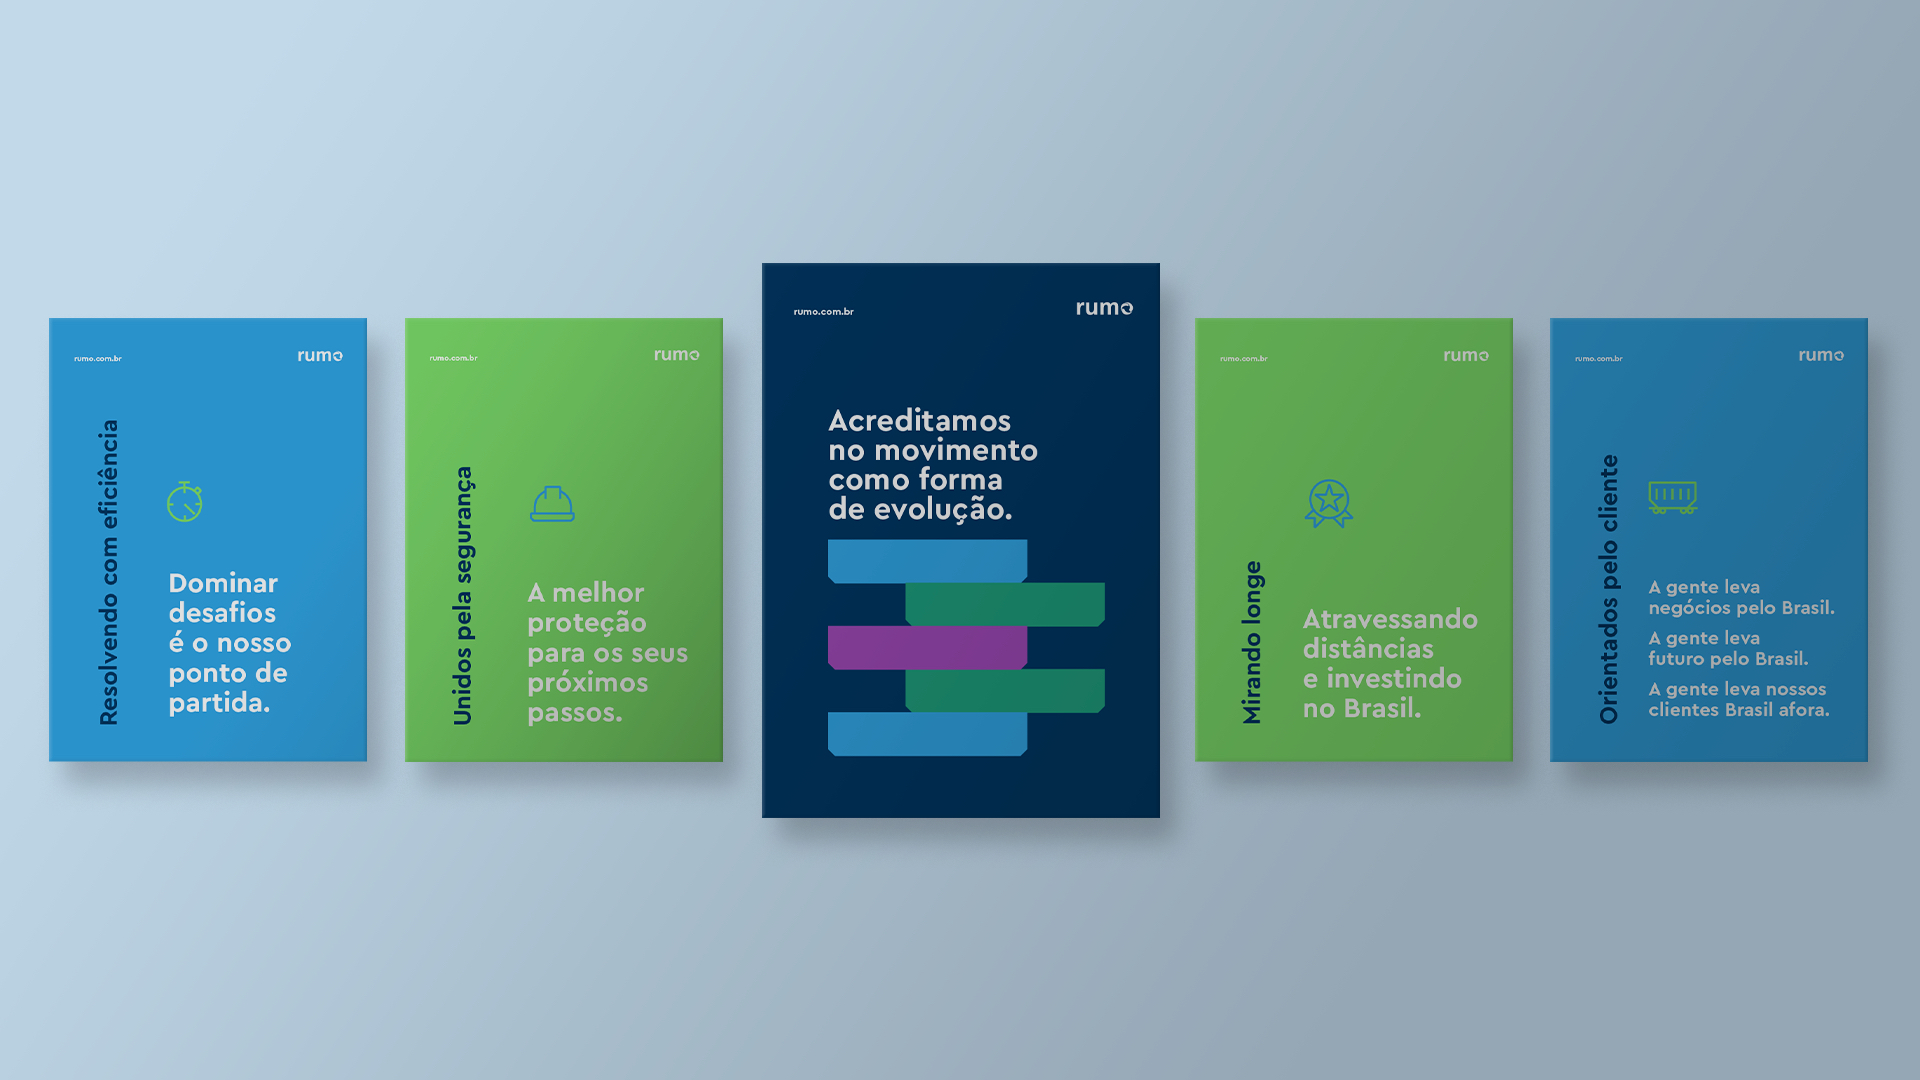 rumo.com.br
rumo
Resolvendo com eficiência
Dominar
desafios
é o nosso
ponto de
partida.
rumo.com.br
rumo
Unidos pela segurança
A melhor
proteção
para os seus
próximos
passos.
rumo.com.br
rumo
Acreditamos
no movimento
como forma
de evolução.
rumo.com.br
rumo
Mirando longe
Atravessando
distâncias
e investindo
no Brasil.
rumo.com.br
rumo
Orientados pelo cliente
A gente leva
negócios pelo Brasil.
A gente leva
futuro pelo Brasil.
A gente leva nossos
clientes Brasil afora.